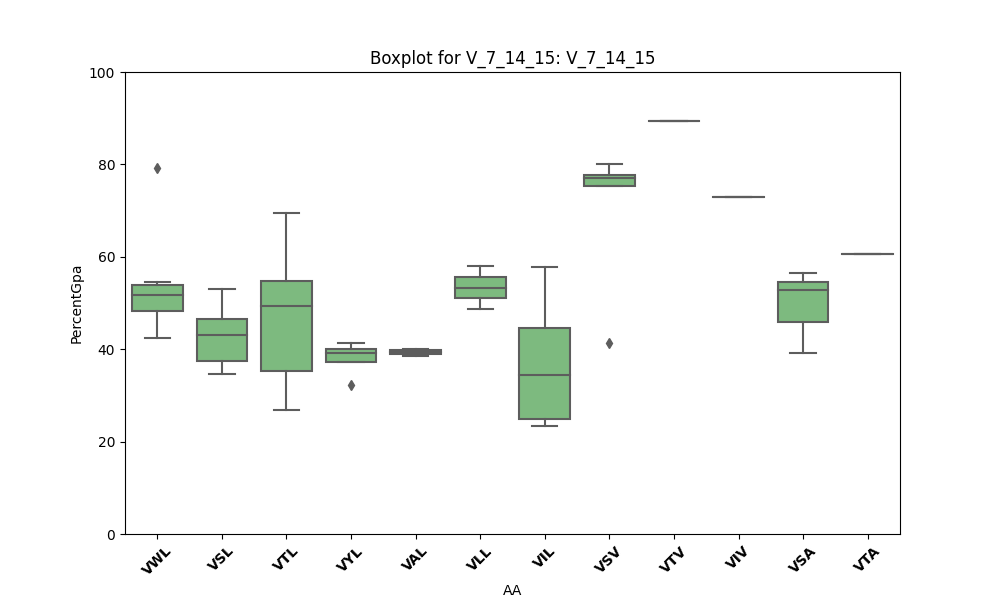 Boxplot for V_7_14_15: V_7_14_15
100
80
60
40
20
0
PercentGpa
VWL VSL VTL VYL VAL VLL VIL VSV VTV VIV VSA VTA
AA